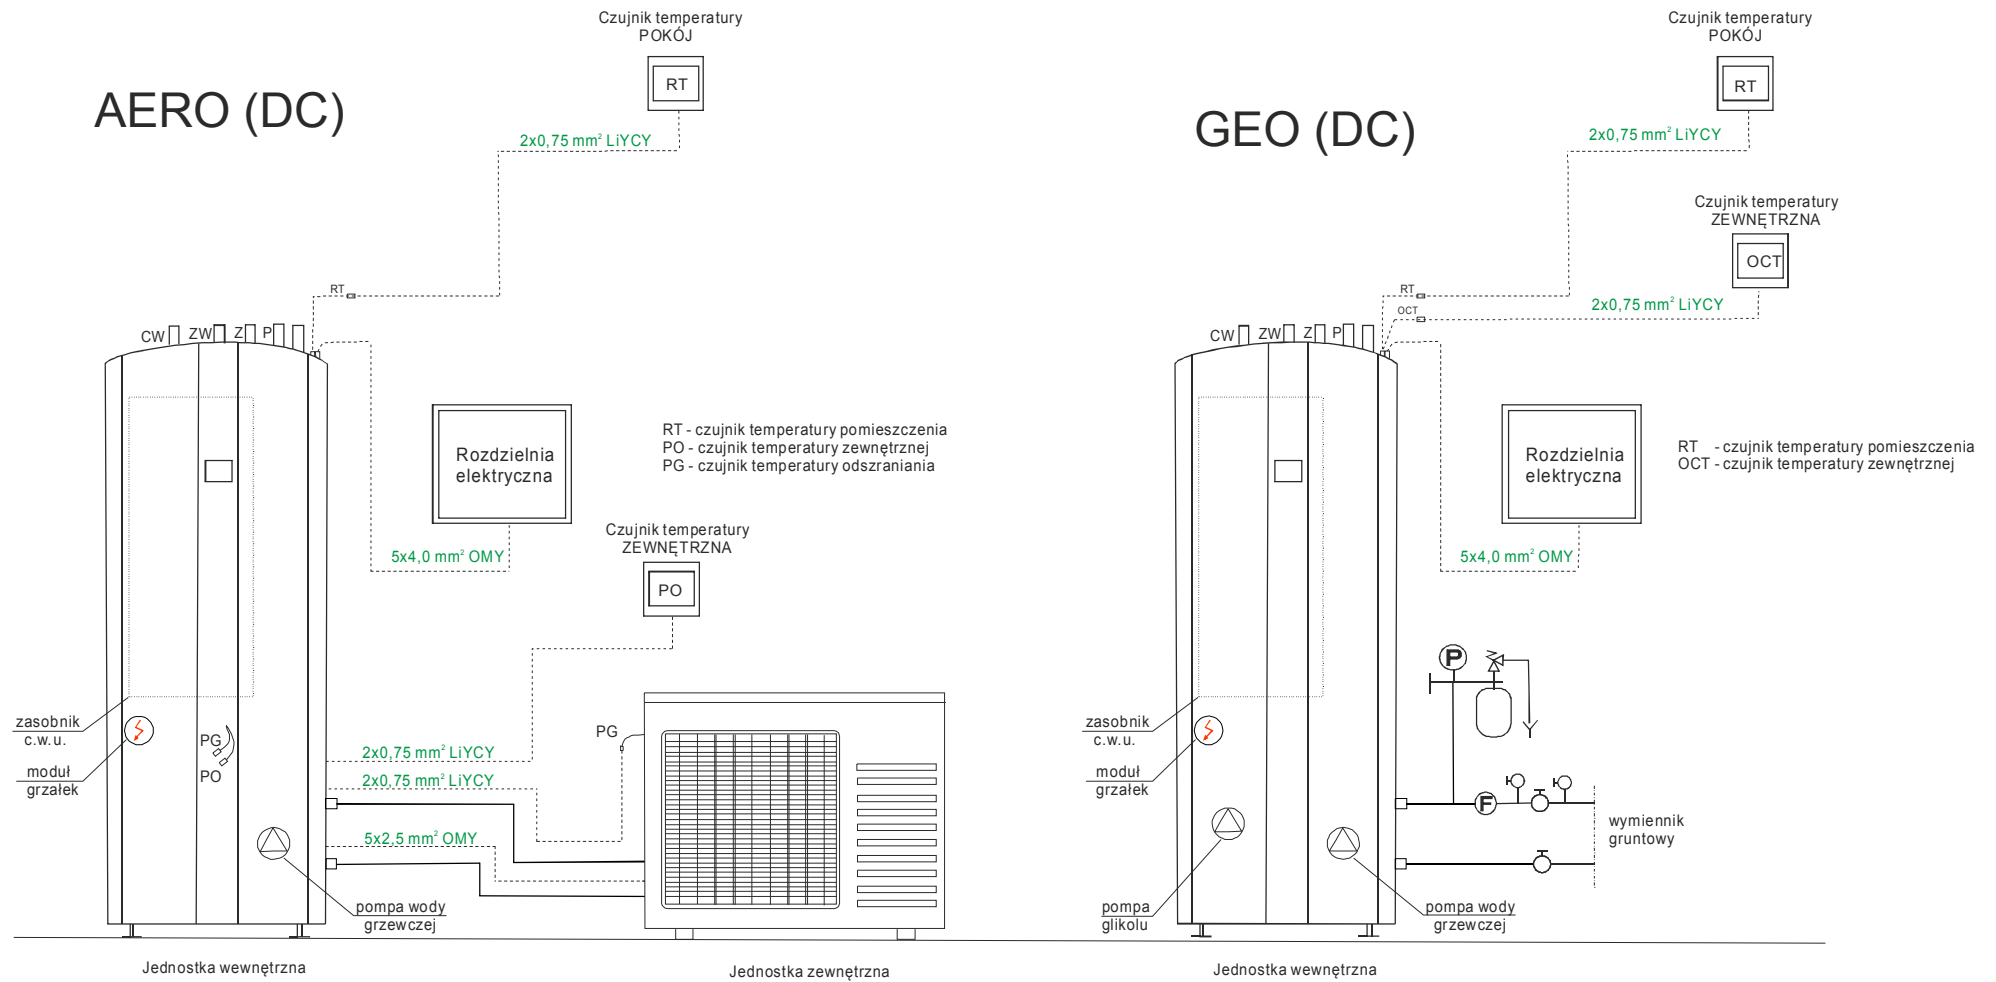 AERO (DC)
Czujnik temperatury
POKÓJ
RT
2x0,75 mm² LiYCY
RT
CW
ZW
Z
P
Rozdzielnia
elektryczna
5x4,0 mm² OMY
RT - czujnik temperatury pomieszczenia
PO - czujnik temperatury zewnętrznej
PG - czujnik temperatury odszraniania
Czujnik temperatury
ZEWNĘTRZNA
PO
zasobnik
c.w.u.
moduł
grzałek
PG
PO
2x0,75 mm² LiYCY
2x0,75 mm² LiYCY
5x2,5 mm² OMY
PG
pompa wody
grzewczej
Jednostka wewnętrzna
Jednostka zewnętrzna
GEO (DC)
Czujnik temperatury
POKÓJ
RT
2x0,75 mm² LiYCY
Czujnik temperatury
ZEWNĘTRZNA
OCT
2x0,75 mm² LiYCY
RT
OCT
CW
ZW
Z
P
Rozdzielnia
elektryczna
5x4,0 mm² OMY
RT - czujnik temperatury pomieszczenia
OCT - czujnik temperatury zewnętrznej
P
zasobnik
c.w.u.
moduł
grzałek
F
wymiennik
gruntowy
pompa
glikolu
pompa wody
grzewczej
Jednostka wewnętrzna